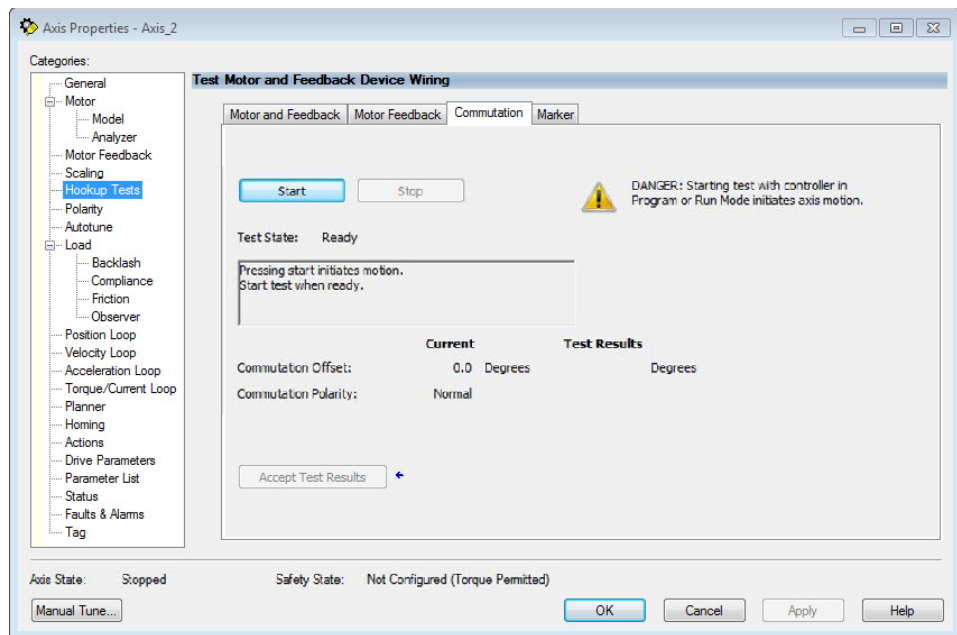 Axis Properties - Axis_2
Categories:
General
Motor
Model
Analyzer
Motor Feedback
Scaling
Hookup Tests
Polarity
Autotune
Load
Backlash
Compliance
Friction
Observer
Position Loop
Velocity Loop
Acceleration Loop
Torque/Current Loop
Planner
Homing
Actions
Drive Parameters
Parameter List
Status
Faults & Alarms
Tag
Test Motor and Feedback Device Wiring
Motor and Feedback Motor Feedback Commutation Marker
Start Stop
DANGER: Starting test with controller in
Program or Run Mode initiates axis motion.
Test State: Ready
Pressing start initiates motion.
Start test when ready.
Current Test Results
Commutation Offset: 0.0 Degrees Degrees
Commutation Polarity: Normal
Accept Test Results
Axis State: Stopped Safety State: Not Configured (Torque Permitted)
Manual Tune... OK Cancel Apply Help